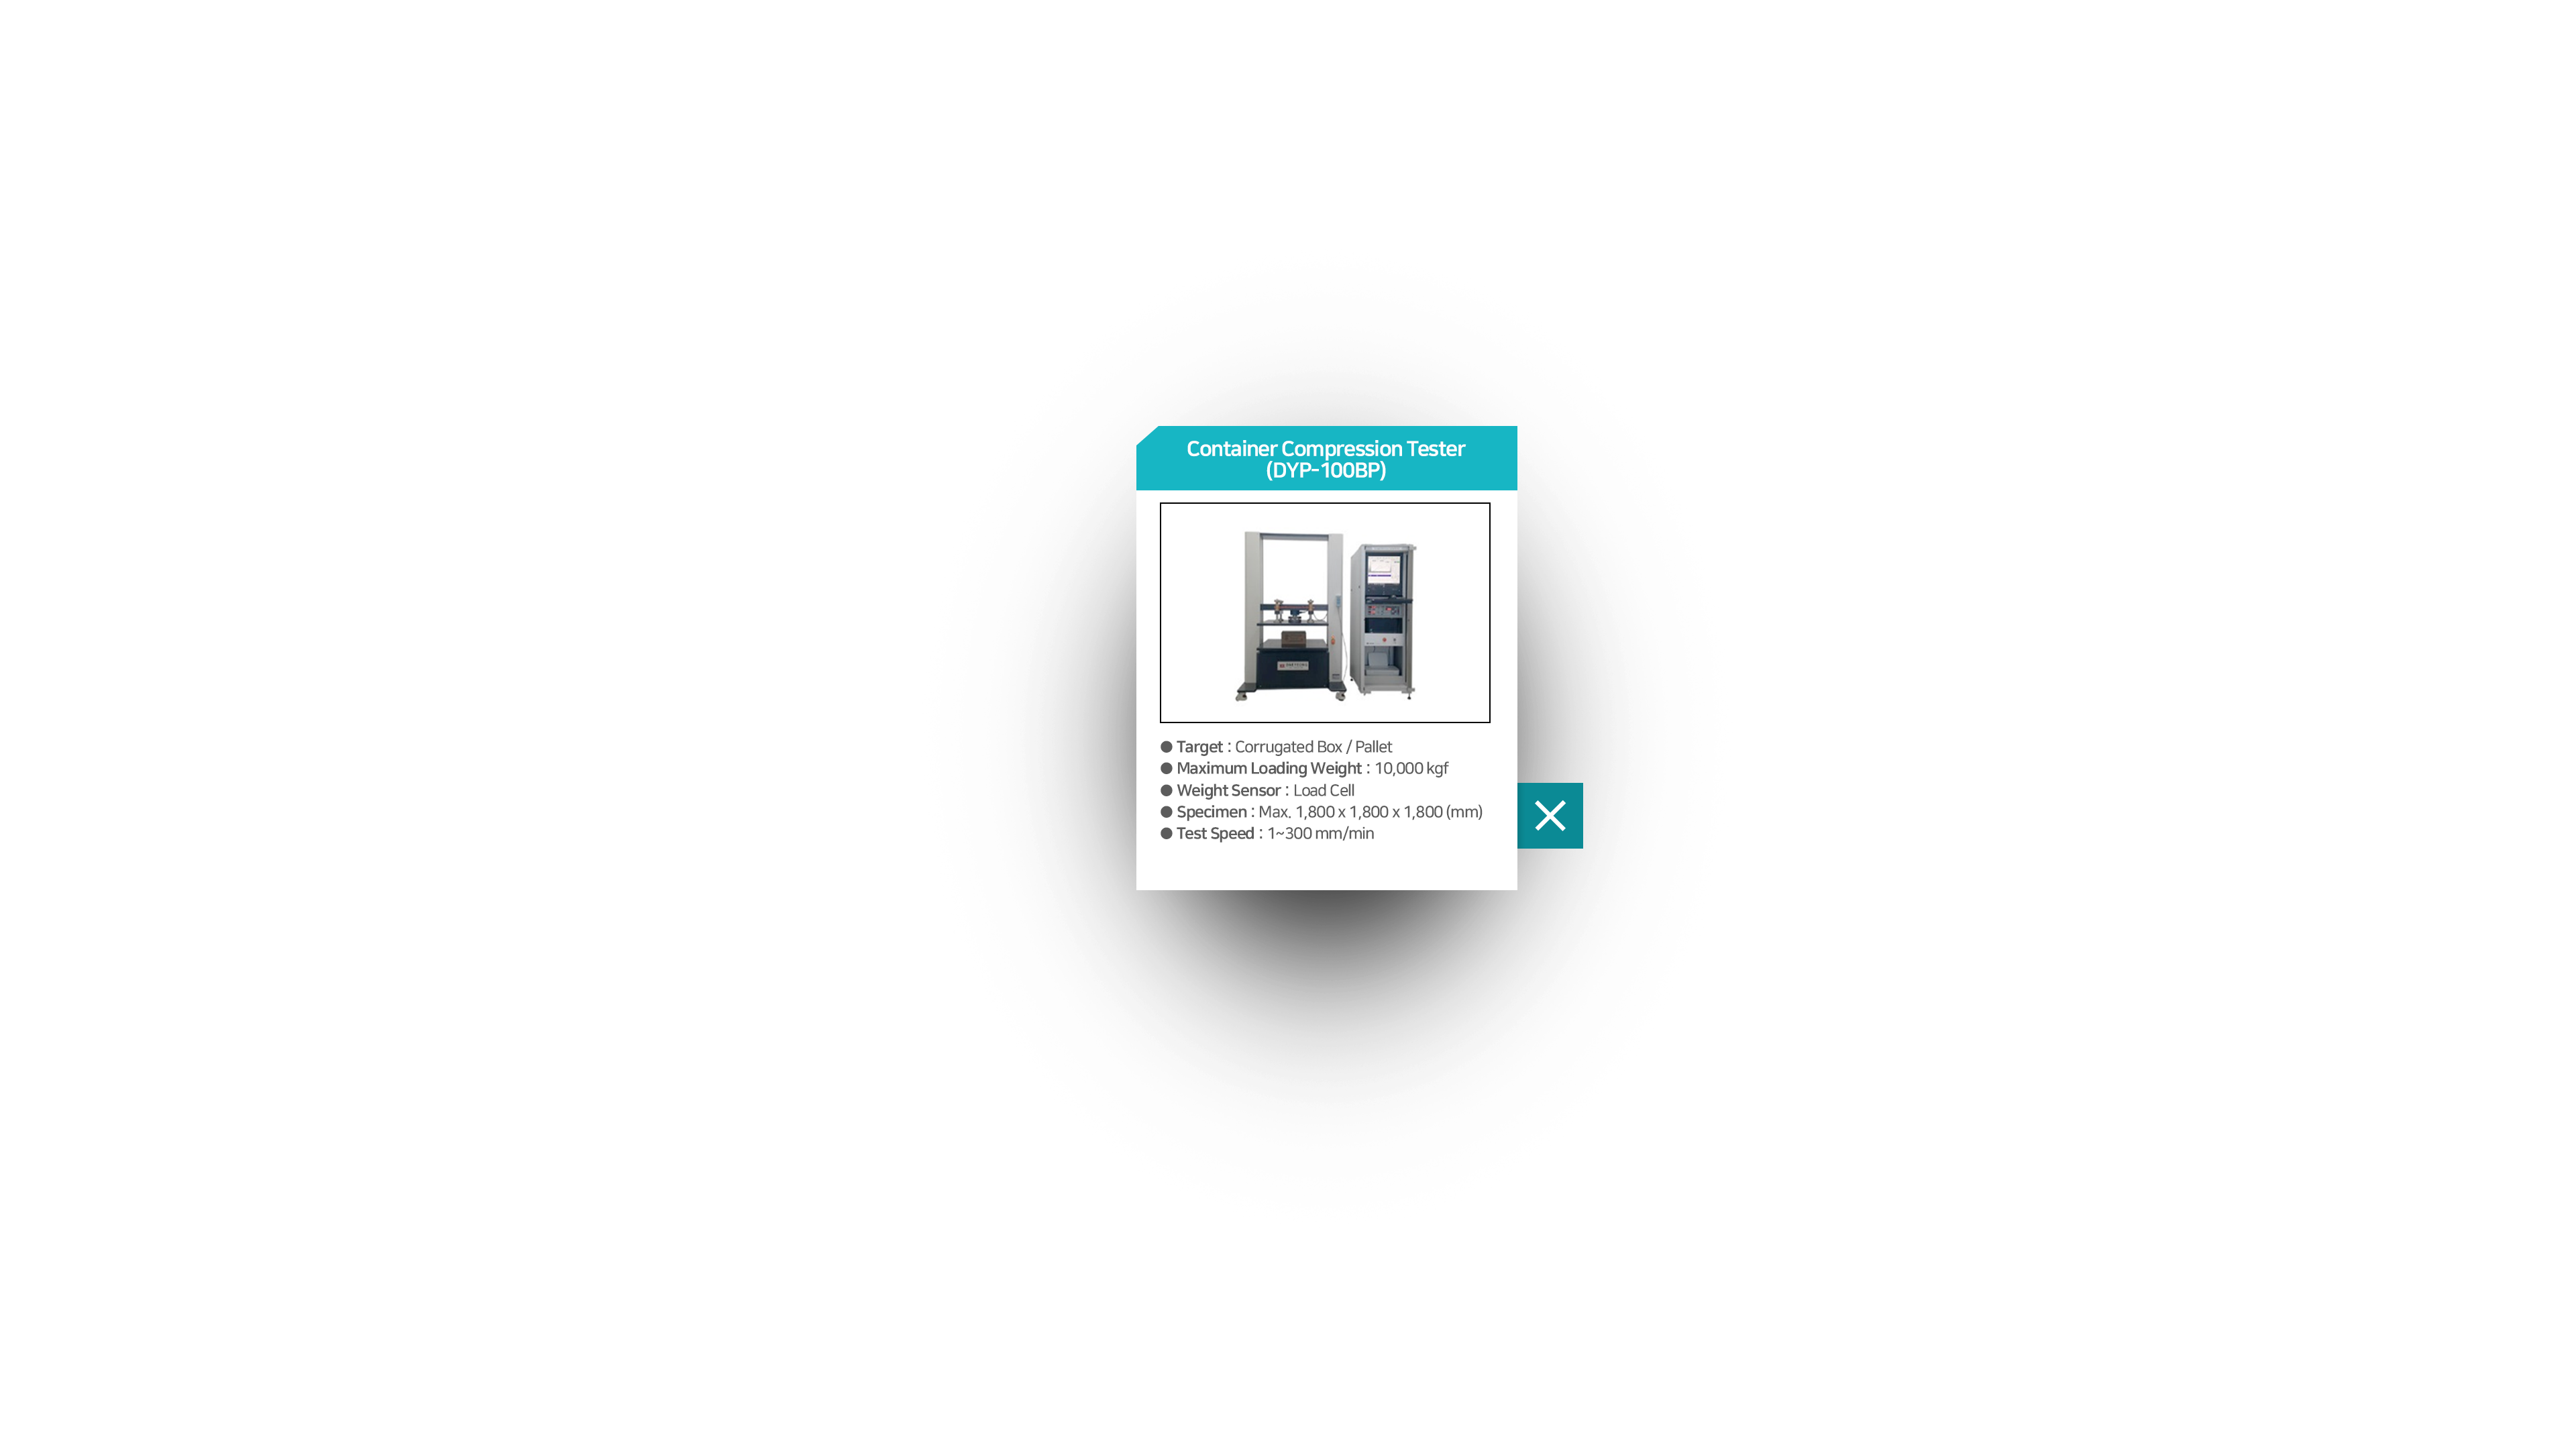 Container Compression Tester
(DYP-100BP)
● Target : Corrugated Box / Pallet
● Maximum Loading Weight : 10,000 kgf
● Weight Sensor : Load Cell
● Specimen : Max. 1,800 x 1,800 x 1,800 (mm)
● Test Speed : 1~300 mm/min